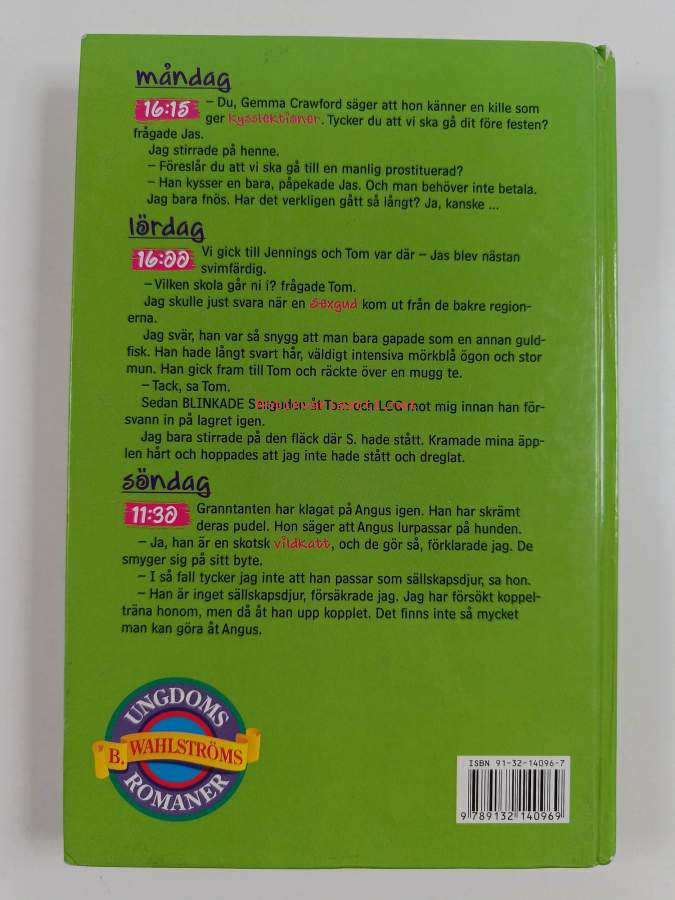 måndag
16:15 – Du, Gemma Crawford säger att hon känner en kille som
ger kysslektioner. Tycker du att vi ska gå dit före festen?
frågade Jas.
Jag stirrade på henne.
– Föreslår du att vi ska gå till en manlig prostituerad?
– Han kysser en bara, påpekade Jas. Och man behöver inte betala.
Jag bara fnös. Har det verkligen gått så långt? Ja, kanske ...
lördag
16:00 Vi gick till Jennings och Tom var där – Jas blev nästan
svimfärdig.
– Vilken skola går ni i? frågade Tom.
Jag skulle just svara när en sexgud kom ut från de bakre region-
erna.
Jag svär, han var så snygg att man bara gapade som en annan guld-
fisk. Han hade långt svart hår, väldigt intensiva mörkblå ögon och stor
mun. Han gick fram till Tom och räckte över en mugg te.
– Tack, sa Tom.
Sedan BLINKADE Sexguden åt Tom och LOG mot mig innan han för-
svann in på lagret igen.
Jag bara stirrade på den fläck där S. hade stått. Kramade mina äpp-
len hårt och hoppades att jag inte hade stått och dreglat.
söndag
11:30 Granntanten har klagat på Angus igen. Han har skrämt
deras pudel. Hon säger att Angus lurpassar på hunden.
– Ja, han är en skotsk vildkatt, och de gör så, förklarade jag. De
smyger sig på sitt byte.
– I så fall tycker jag inte att han passar som sällskapsdjur, sa hon.
– Han är inget sällskapsdjur, försäkrade jag. Jag har försökt koppel-
träna honom, men då åt han upp kopplet. Det finns inte så mycket
man kan göra åt Angus.
UNGDOMS
B. WAHLSTRÖMS
ROMANER
ISBN 91-32-14096-7
9 789132 140969